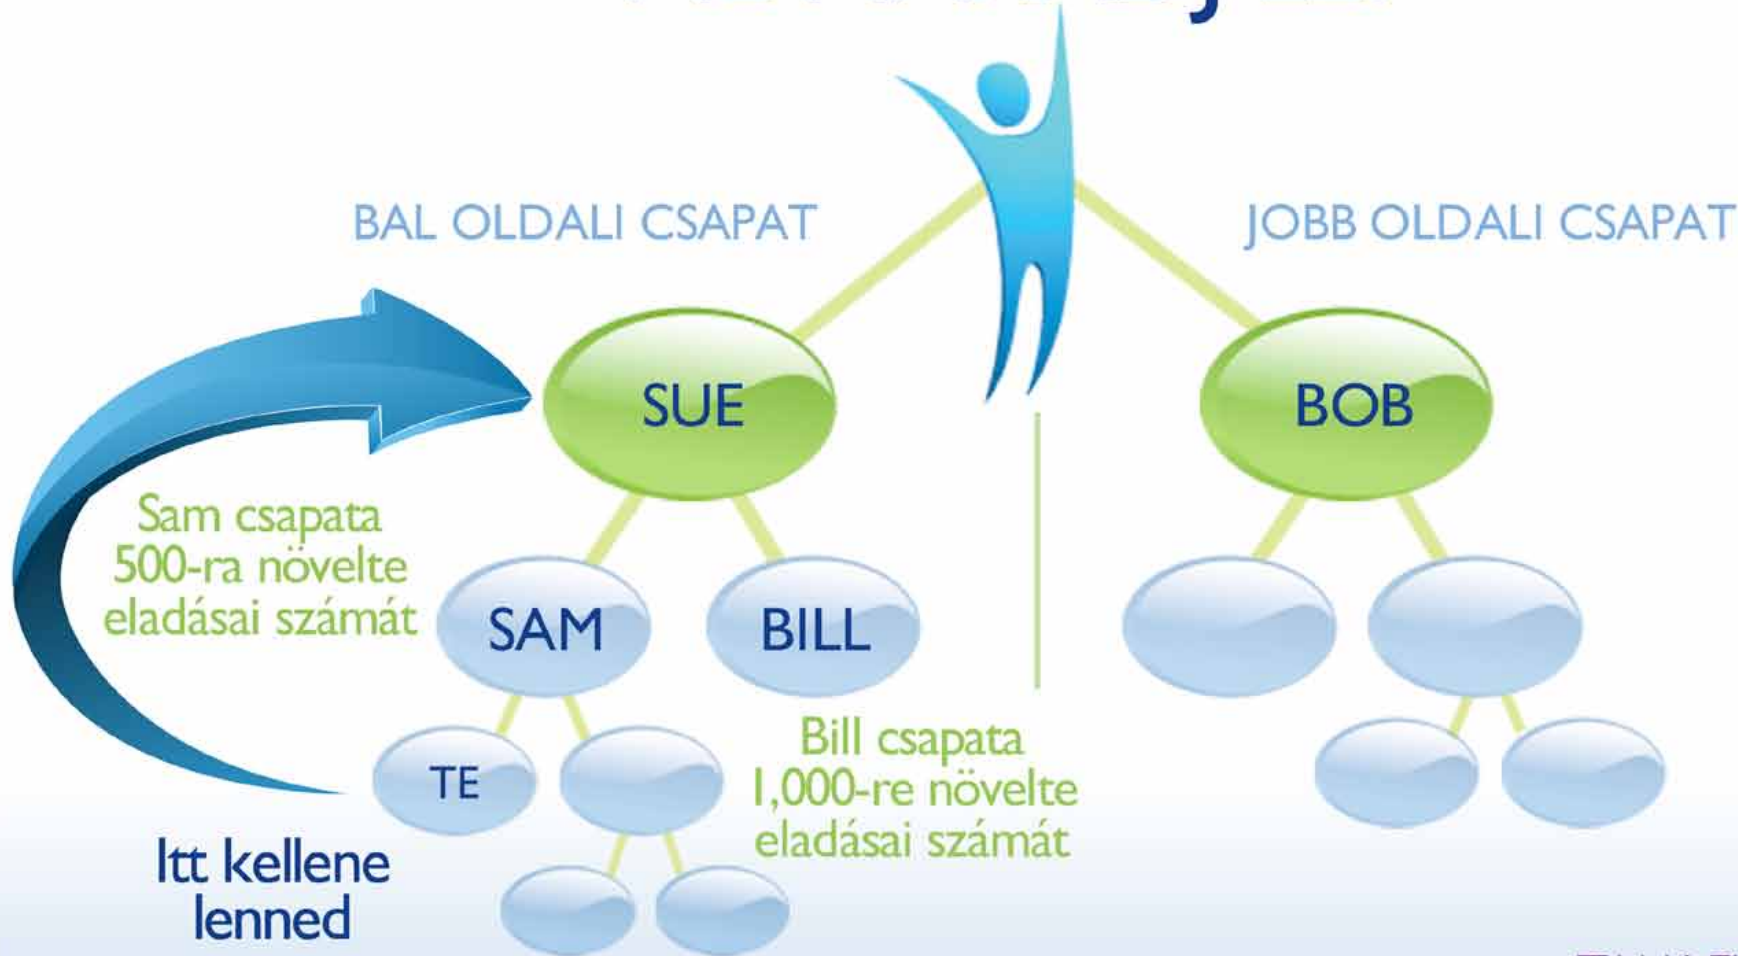 BAL OLDALI CSAPAT
JOBB OLDALI CSAPAT
SUE
BOB
Sam csapata
500-ra növelte
eladásai számát
SAM
BILL
TE
Bill csapata
1,000-re növelte
eladásai számát
Itt kellene
lenned